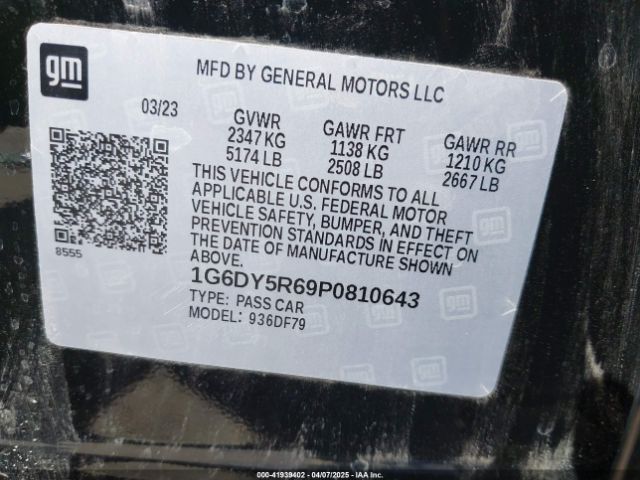 gm
MFD BY GENERAL MOTORS LLC
03/23
GVWR
2347 KG
5174 LB
GAWR FRT
1138 KG
2508 LB
GAWR RR
1210 KG
2667 LB
THIS VEHICLE CONFORMS TO ALL
APPLICABLE U.S. FEDERAL MOTOR
VEHICLE SAFETY, BUMPER, AND THEFT
PREVENTION STANDARDS IN EFFECT ON
THE DATE OF MANUFACTURE SHOWN
ABOVE.
8555
1G6DY5R69P0810643
TYPE: PASS CAR
MODEL: 936DF79
000-41939402 - 04/07/2025 - IAAI.COM